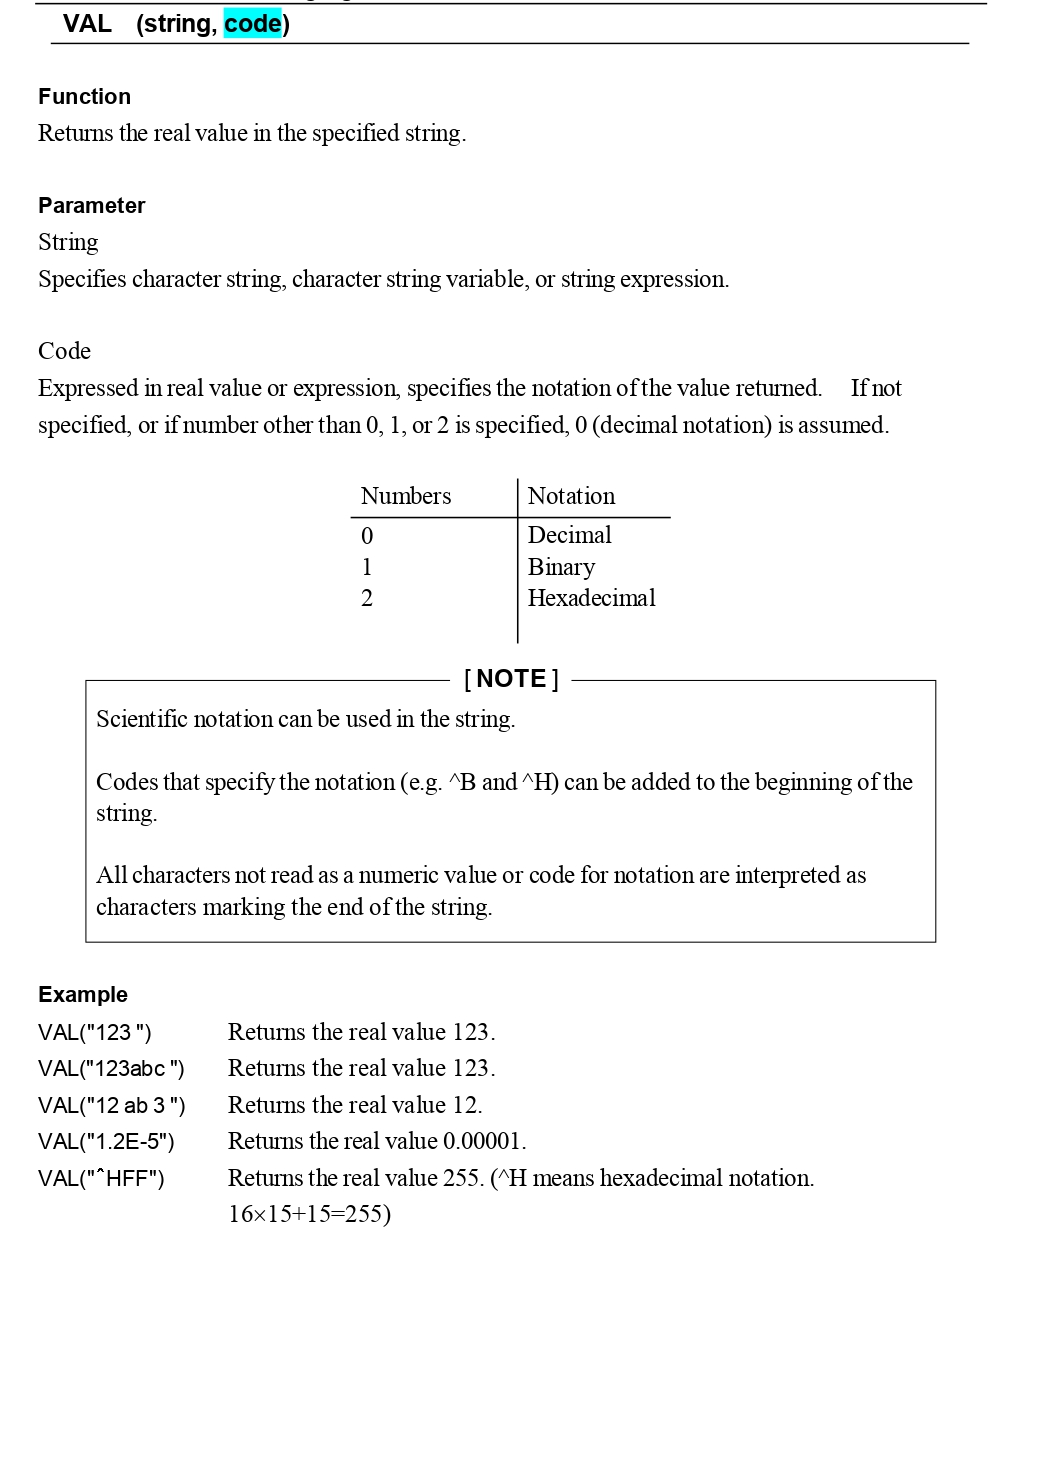 VAL (string, code)
Function
Returns the real value in the specified string.
Parameter
String
Specifies character string, character string variable, or string expression.
Code
Expressed in real value or expression, specifies the notation of the value returned. If not
specified, or if number other than 0, 1, or 2 is specified, 0 (decimal notation) is assumed.
Numbers Notation
0 Decimal
1 Binary
2 Hexadecimal
[ NOTE ]
Scientific notation can be used in the string.
Codes that specify the notation (e.g. ^B and ^H) can be added to the beginning of the
string.
All characters not read as a numeric value or code for notation are interpreted as
characters marking the end of the string.
Example
VAL("123 ") Returns the real value 123.
VAL("123abc ") Returns the real value 123.
VAL("12 ab 3 ") Returns the real value 12.
VAL("1.2E-5") Returns the real value 0.00001.
VAL("^HFF") Returns the real value 255. (^H means hexadecimal notation.
16×15+15=255)